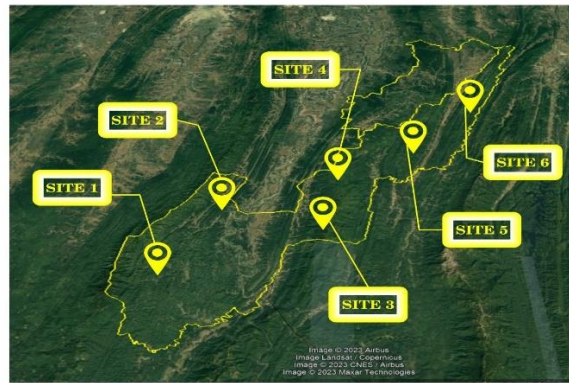 SITE 4
SITE 2
SITE 1
SITE 6
SITE 5
SITE 3
Image © 2023 Airbus
Image Landsat / Copernicus
Image © 2023 CNES / Airbus
Image © 2023 Maxar Technologies